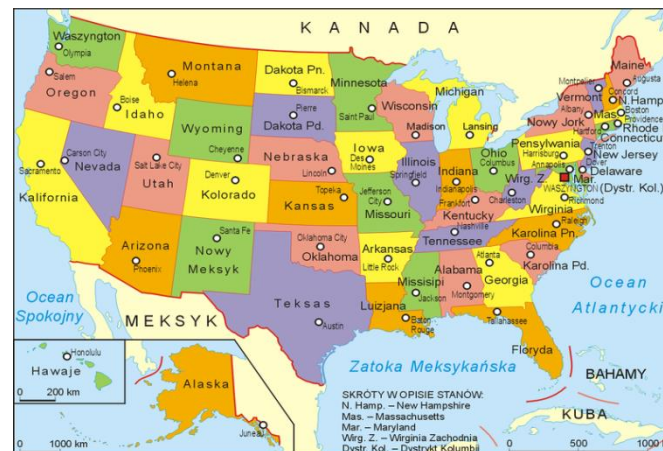 K A N A D A
Waszyngton
Olympia
Montana
Helena
Dakota Pn.
Bismarck
Minnesota
Saint Paul
Maine
Augusta
Salem
Oregon
Boise
Idaho
Wyoming
Cheyenne
Pierre
Dakota Pd.
Wisconsin
Madison
Michigan
Lansing
Montpelier
Vermont
Concord
N. Hamp.
Albany
Nowy Jork
Mas.
Boston
Providence
Hartford
Rhode
Connecticut
Carson City
Nevada
Sacramento
Kalifornia
Salt Lake City
Utah
Denver
Kolorado
Nebraska
Lincoln
Iowa
Des
Moines
Illinois
Springfield
Indiana
Indianapolis
Ohio
Columbus
Pensylwania
Harrisburg
Trenton
New Jersey
Annapolis
Dover
Delaware
Mar.
WASZYNGTON (Dystr. Kol.)
Topeka
Kansas
Jefferson
City
Missouri
Frankfort
Kentucky
Wirg. Z.
Charleston
Richmond
Wirginia
Raleigh
Karolina Pn.
Arizona
Phoenix
Santa Fe
Nowy
Meksyk
Oklahoma City
Oklahoma
Arkansas
Little Rock
Nashville
Tennessee
Columbia
Karolina Pd.
Atlanta
Georgia
Alabama
Montgomery
Missisipi
Jackson
Teksas
Austin
Luizjana
Baton
Rouge
Tallahassee
Floryda
Ocean
Spokojny
MEKSYK
Ocean
Atlantycki
Zatoka Meksykańska
BAHAMY
KUBA
Honolulu
Hawaje
0 200 km
Alaska
Juneau
0 1000 km
SKRÓTY W OPISIE STANÓW:
N. Hamp. – New Hampshire
Mas. – Massachusetts
Mar. – Maryland
Wirg. Z. – Wirginia Zachodnia
Dystr. Kol. – Dystrykt Kolumbii
0 500